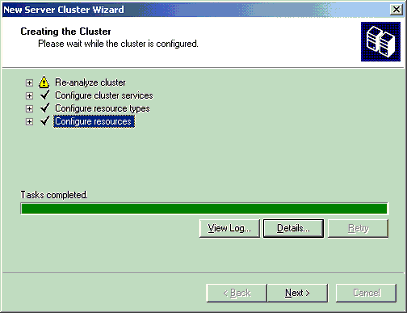 New Server Cluster Wizard
Creating the Cluster
Please wait while the cluster is configured.
Re-analyze cluster
Configure cluster services
Configure resource types
Configure resources
Tasks completed.
View Log... Details... Retry
< Back Next > Cancel